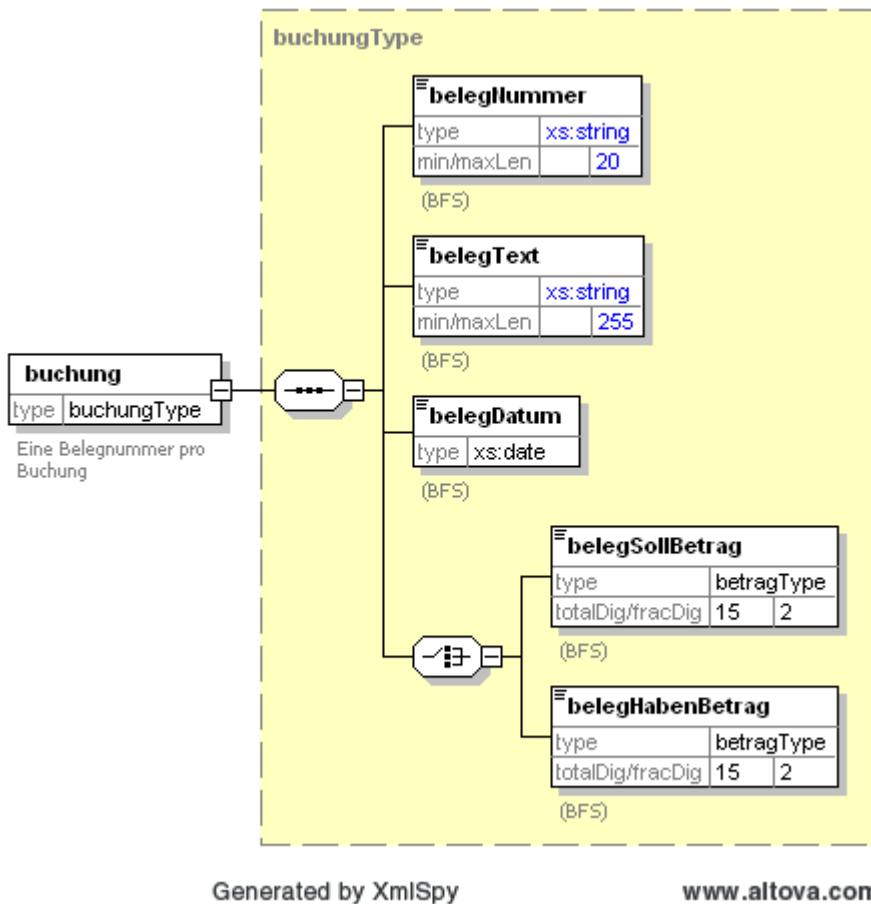 buchungType
belegNummer
type xs:string
min/maxLen 20
(BFS)
belegText
type xs:string
min/maxLen 255
(BFS)
buchung
type buchungType
Eine Belegnummer pro
Buchung
belegDatum
type xs:date
(BFS)
belegSollBetrag
type betragType
totalDig/fracDig 15 2
(BFS)
belegHabenBetrag
type betragType
totalDig/fracDig 15 2
(BFS)
Generated by XmlSpy www.altova.com